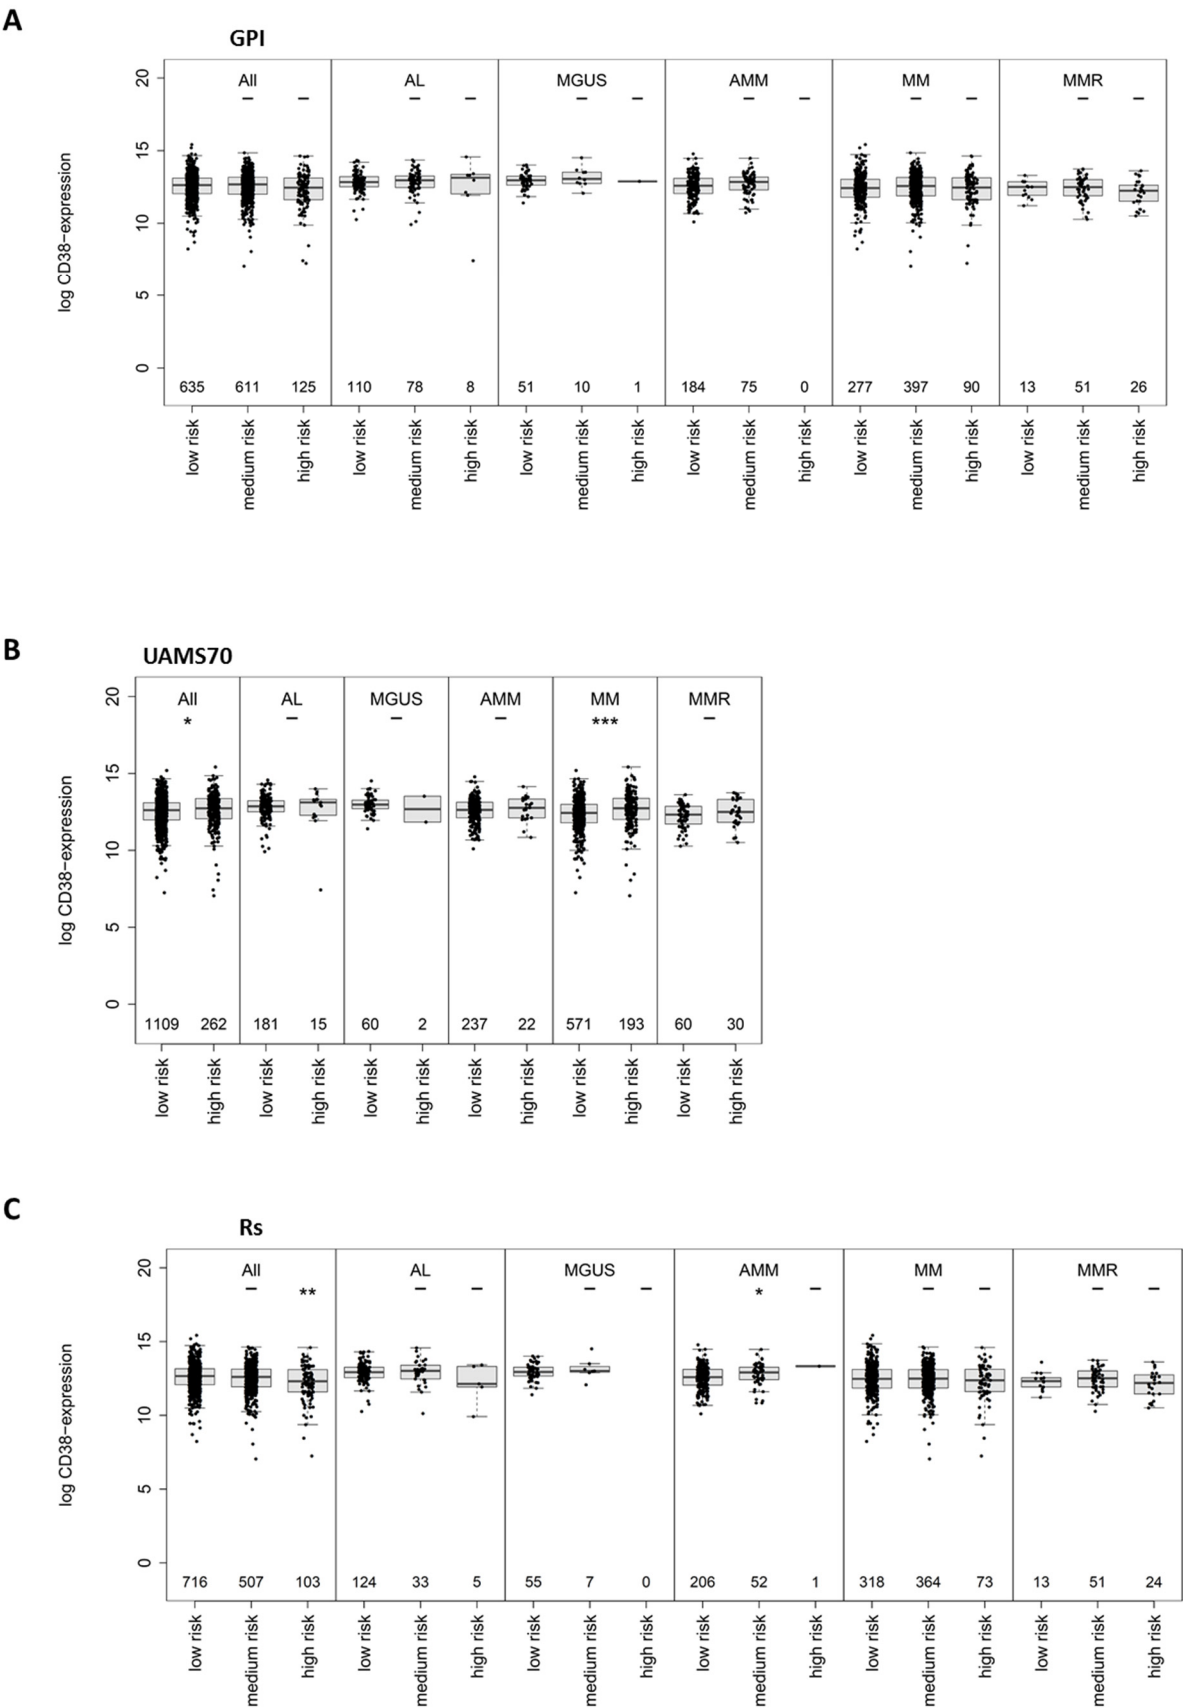 A
GPI
All AL MGUS AMM MM MMR
– – – – – – – – – – – –
log CD38−expression
20
15
10
5
0
635 611 125 110 78 8 51 10 1 184 75 0 277 397 90 13 51 26
low risk medium risk high risk low risk medium risk high risk low risk medium risk high risk low risk medium risk high risk low risk medium risk high risk low risk medium risk high risk
B
UAMS70
All AL MGUS AMM MM MMR
* – – – *** –
log CD38−expression
20
15
10
5
0
1109 262 181 15 60 2 237 22 571 193 60 30
low risk high risk low risk high risk low risk high risk low risk high risk low risk high risk low risk high risk
C
Rs
All AL MGUS AMM MM MMR
– ** – – – – * – – – – –
log CD38−expression
20
15
10
5
0
716 507 103 124 33 5 55 7 0 206 52 1 318 364 73 13 51 24
low risk medium risk high risk low risk medium risk high risk low risk medium risk high risk low risk medium risk high risk low risk medium risk high risk low risk medium risk high risk